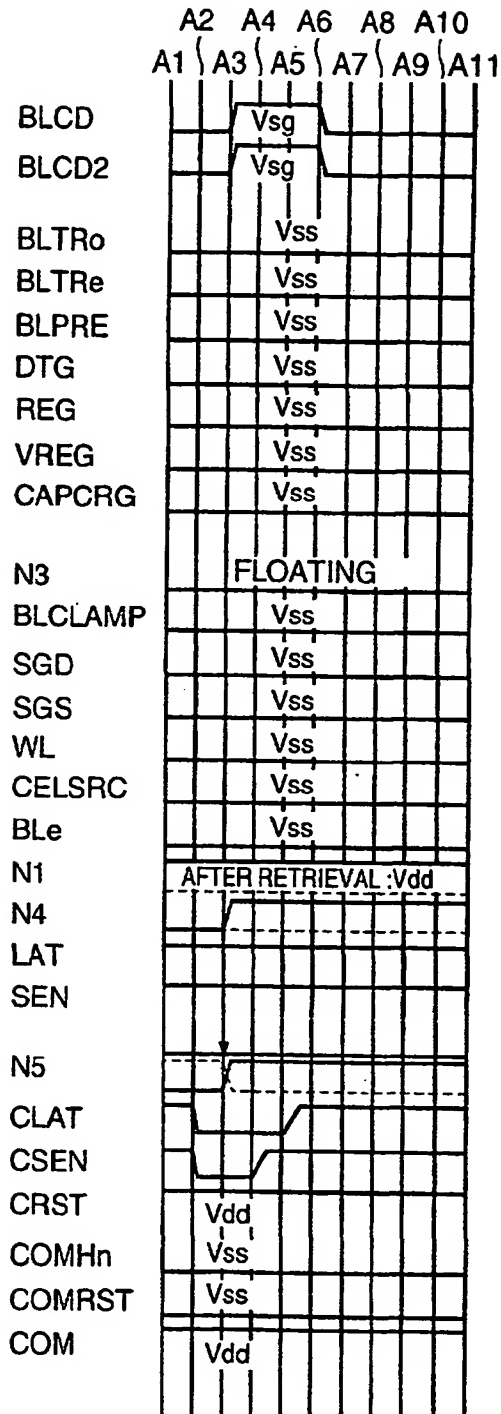 A2 A4 A6 A8 A10
A1 A3 A5 A7 A9 A11
BLCD Vsg
BLCD2 Vsg
BLTRo Vss
BLTRe Vss
BLPRE Vss
DTG Vss
REG Vss
VREG Vss
CAPCRG Vss
N3 FLOATING
BLCLAMP Vss
SGD Vss
SGS Vss
WL Vss
CELSRC Vss
BLe Vss
N1 AFTER RETRIEVAL :Vdd
N4
LAT
SEN
N5
CLAT
CSEN
CRST Vdd
COMHn Vss
COMRST Vss
COM Vdd